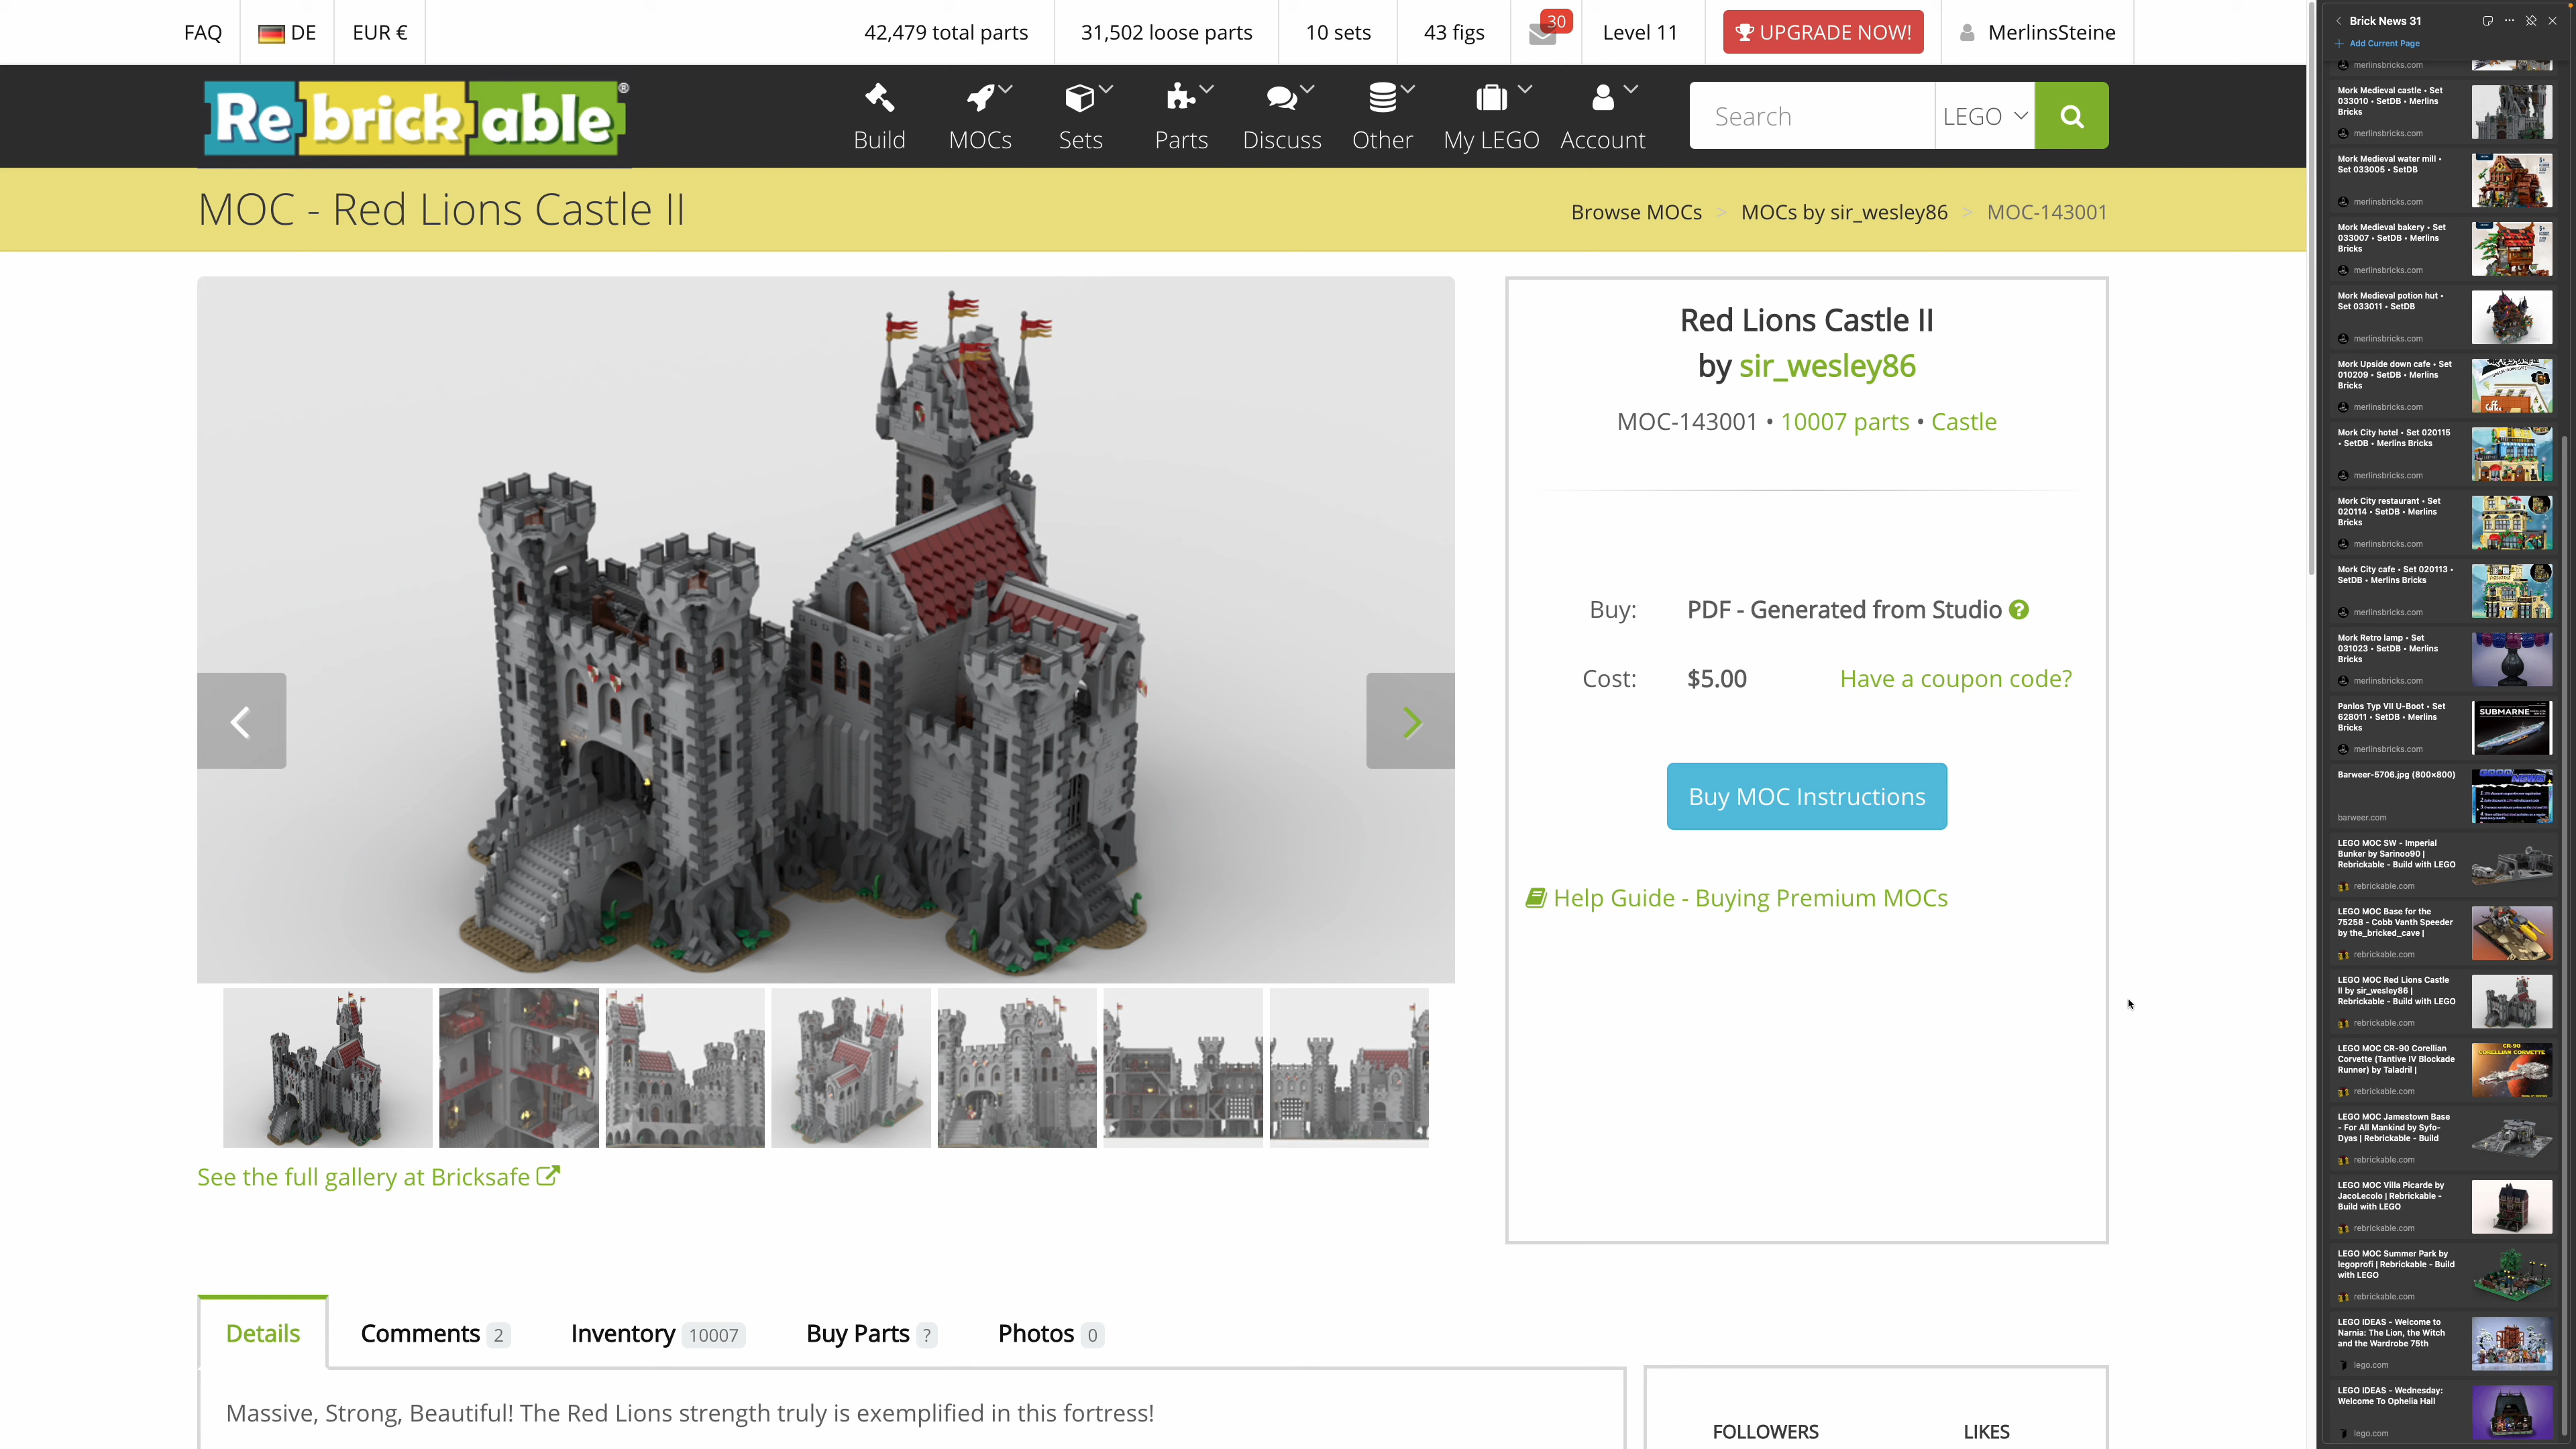 FAQ
DE
EUR €
42,479 total parts
31,502 loose parts
10 sets
43 figs
30
Level 11
UPGRADE NOW!
MerlinsSteine
Rebrickable®
Build
MOCs
Sets
Parts
Discuss
Other
My LEGO
Account
Search
LEGO
MOC - Red Lions Castle II
Browse MOCs > MOCs by sir_wesley86 > MOC-143001
Red Lions Castle II
by sir_wesley86
MOC-143001 • 10007 parts • Castle
Buy: PDF - Generated from Studio
Cost: $5.00 Have a coupon code?
Buy MOC Instructions
Help Guide - Buying Premium MOCs
See the full gallery at Bricksafe
Details
Comments 2
Inventory 10007
Buy Parts ?
Photos 0
Massive, Strong, Beautiful! The Red Lions strength truly is exemplified in this fortress!
FOLLOWERS
LIKES
Brick News 31
Add Current Page
merlinsbricks.com
Mork Medieval castle • Set
033010 • SetDB • Merlins
Bricks
merlinsbricks.com
Mork Medieval water mill •
Set 033005 • SetDB
merlinsbricks.com
Mork Medieval bakery • Set
033007 • SetDB • Merlins
Bricks
merlinsbricks.com
Mork Medieval potion hut •
Set 033011 • SetDB
merlinsbricks.com
Mork Upside down cafe • Set
010209 • SetDB • Merlins
Bricks
merlinsbricks.com
Mork City hotel • Set 020115
• SetDB • Merlins Bricks
merlinsbricks.com
Mork City restaurant • Set
020114 • SetDB • Merlins
Bricks
merlinsbricks.com
Mork City cafe • Set 020113 •
SetDB • Merlins Bricks
merlinsbricks.com
Mork Retro lamp • Set
031023 • SetDB • Merlins
Bricks
merlinsbricks.com
Panlos Typ VII U-Boot • Set
628011 • SetDB • Merlins
Bricks
merlinsbricks.com
SUBMARNE
Barweer-5706.jpg (800×800)
barweer.com
LEGO MOC SW - Imperial
Bunker by Sarinoo90 |
Rebrickable - Build with LEGO
rebrickable.com
LEGO MOC Base for the
75258 - Cobb Vanth Speeder
by the_bricked_cave |
rebrickable.com
LEGO MOC Red Lions Castle
II by sir_wesley86 |
Rebrickable - Build with LEGO
rebrickable.com
LEGO MOC CR-90 Corellian
Corvette (Tantive IV Blockade
Runner) by Taladril |
rebrickable.com
CR-90
CORELLIAN CORVETTE
LEGO MOC Jamestown Base
- For All Mankind by Syfo-
Dyas | Rebrickable - Build
rebrickable.com
LEGO MOC Villa Picarde by
JacoLecolo | Rebrickable -
Build with LEGO
rebrickable.com
LEGO MOC Summer Park by
legoprofi | Rebrickable - Build
with LEGO
rebrickable.com
LEGO IDEAS - Welcome to
Narnia: The Lion, the Witch
and the Wardrobe 75th
lego.com
LEGO IDEAS - Wednesday:
Welcome To Ophelia Hall
lego.com